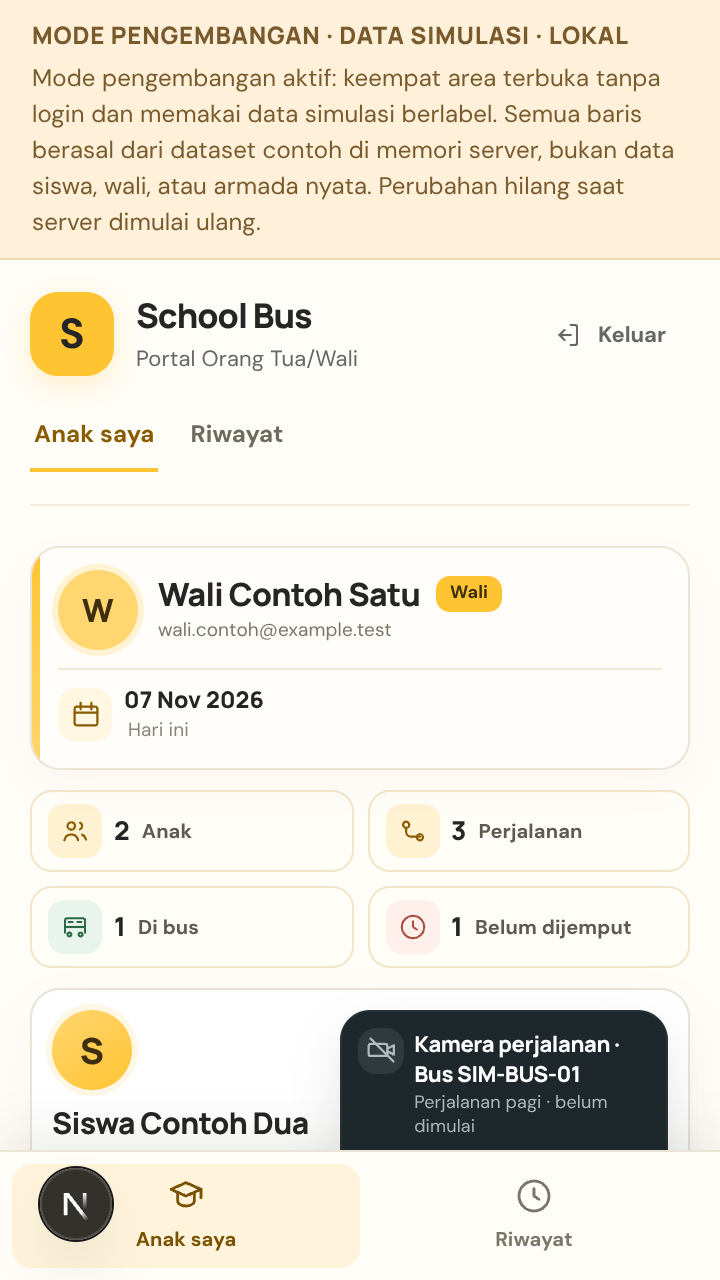 MODE PENGEMBANGAN · DATA SIMULASI · LOKAL
Mode pengembangan aktif: keempat area terbuka tanpa
login dan memakai data simulasi berlabel. Semua baris
berasal dari dataset contoh di memori server, bukan data
siswa, wali, atau armada nyata. Perubahan hilang saat
server dimulai ulang.
S
School Bus
Portal Orang Tua/Wali
Keluar
Anak saya
Riwayat
W
Wali Contoh Satu
Wali
wali.contoh@example.test
07 Nov 2026
Hari ini
2 Anak
3 Perjalanan
1 Di bus
1 Belum dijemput
S
Siswa Contoh Dua
Kamera perjalanan ·
Bus SIM-BUS-01
Perjalanan pagi · belum
dimulai
N
Anak saya
Riwayat